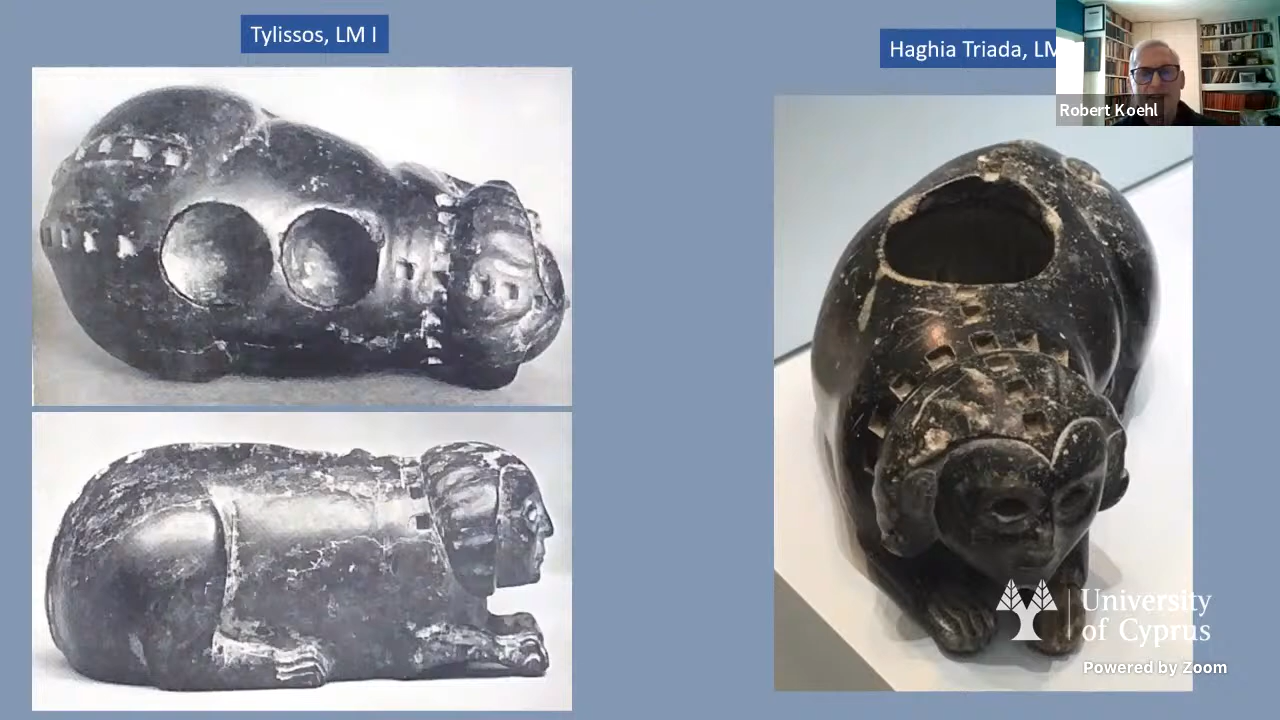 Tylissos, LM I
Haghia Triada, LM
Robert Koehl
University
of Cyprus
Powered by Zoom